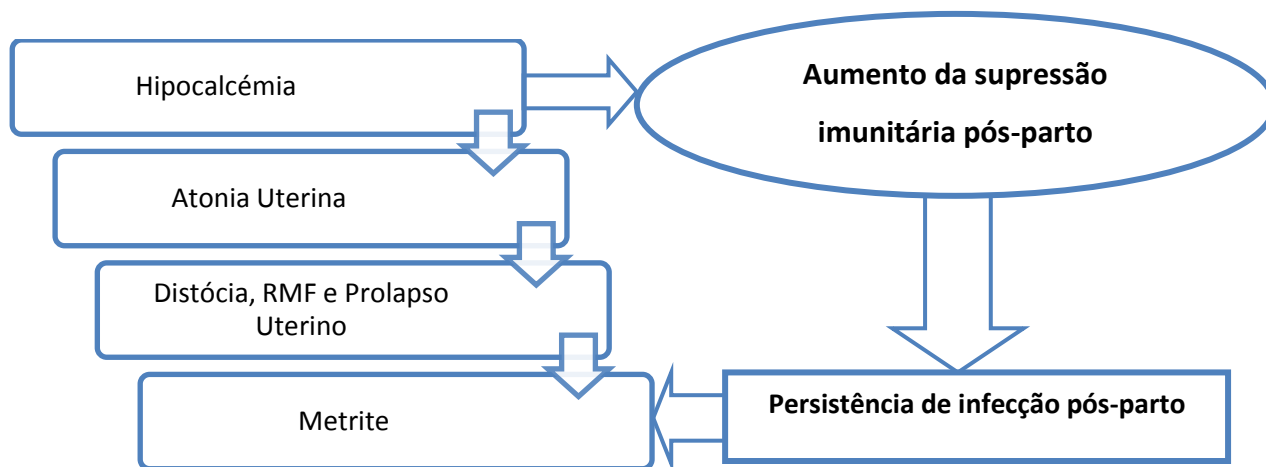 Hipocalcémia
Aumento da supressão
imunitária pós-parto
Atonia Uterina
Distócia, RMF e Prolapso
Uterino
Metrite
Persistência de infecção pós-parto